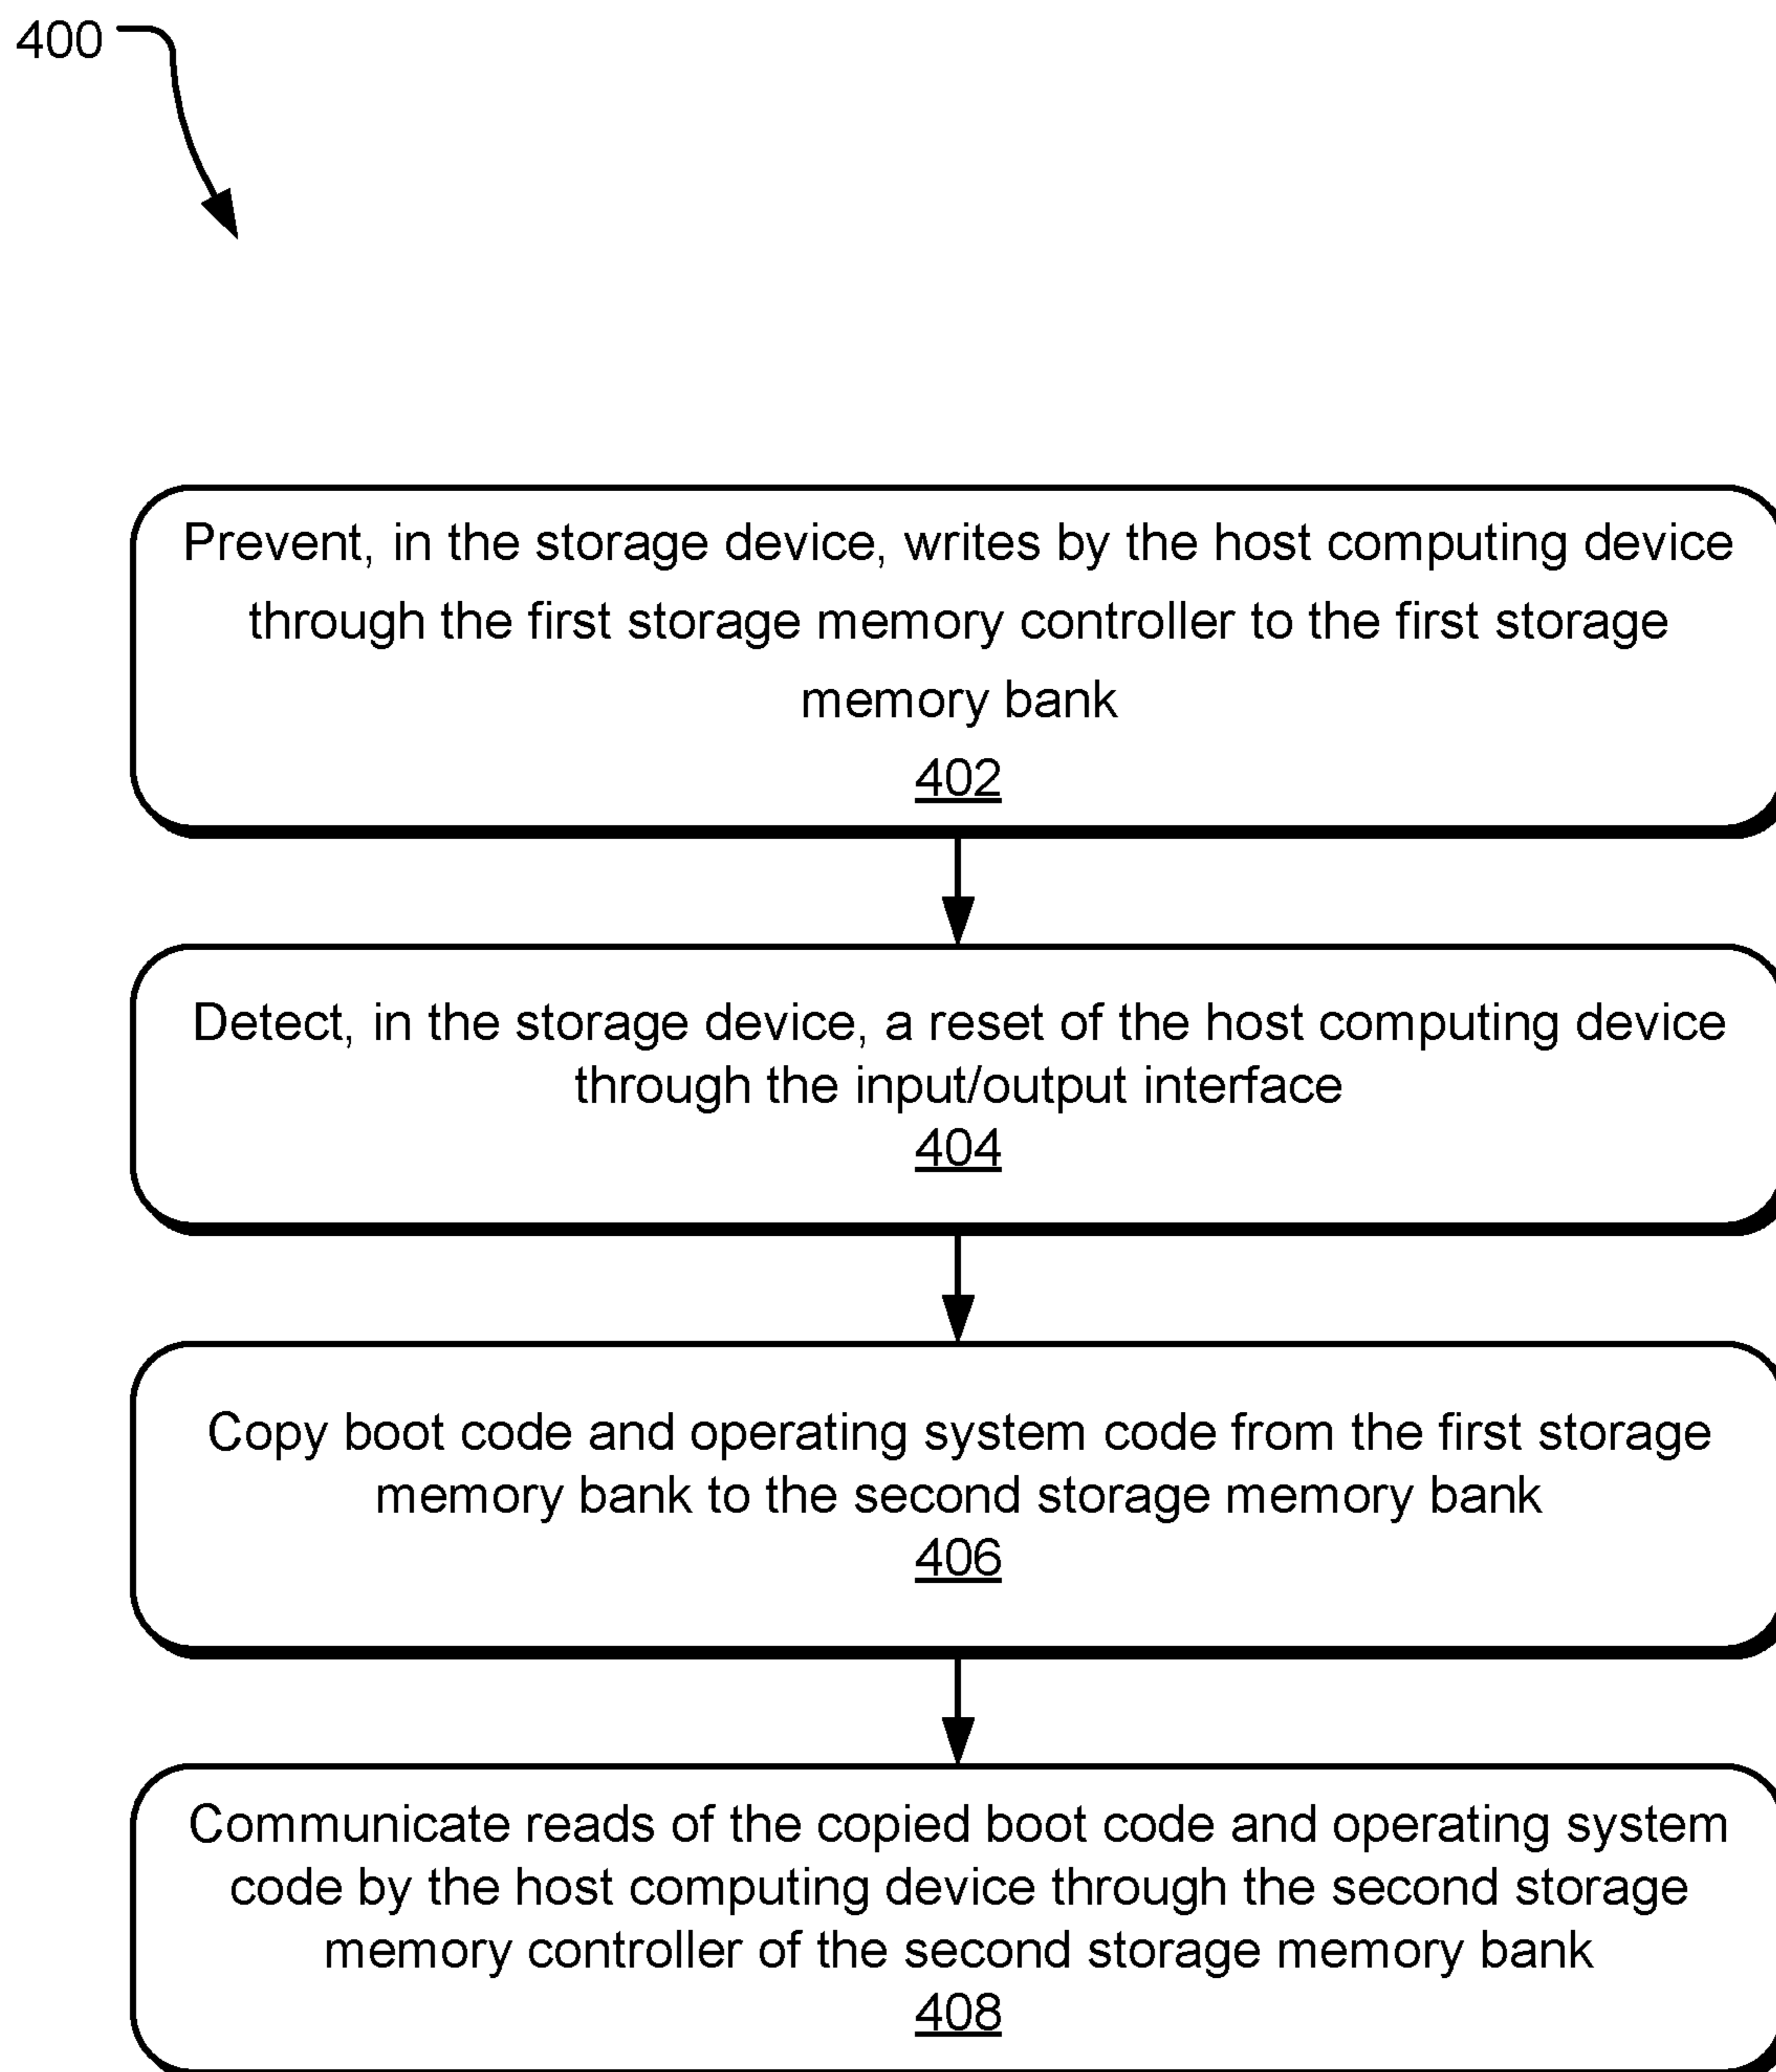 400
Prevent, in the storage device, writes by the host computing device
through the first storage memory controller to the first storage
memory bank
402
Detect, in the storage device, a reset of the host computing device
through the input/output interface
404
Copy boot code and operating system code from the first storage
memory bank to the second storage memory bank
406
Communicate reads of the copied boot code and operating system
code by the host computing device through the second storage
memory controller of the second storage memory bank
408